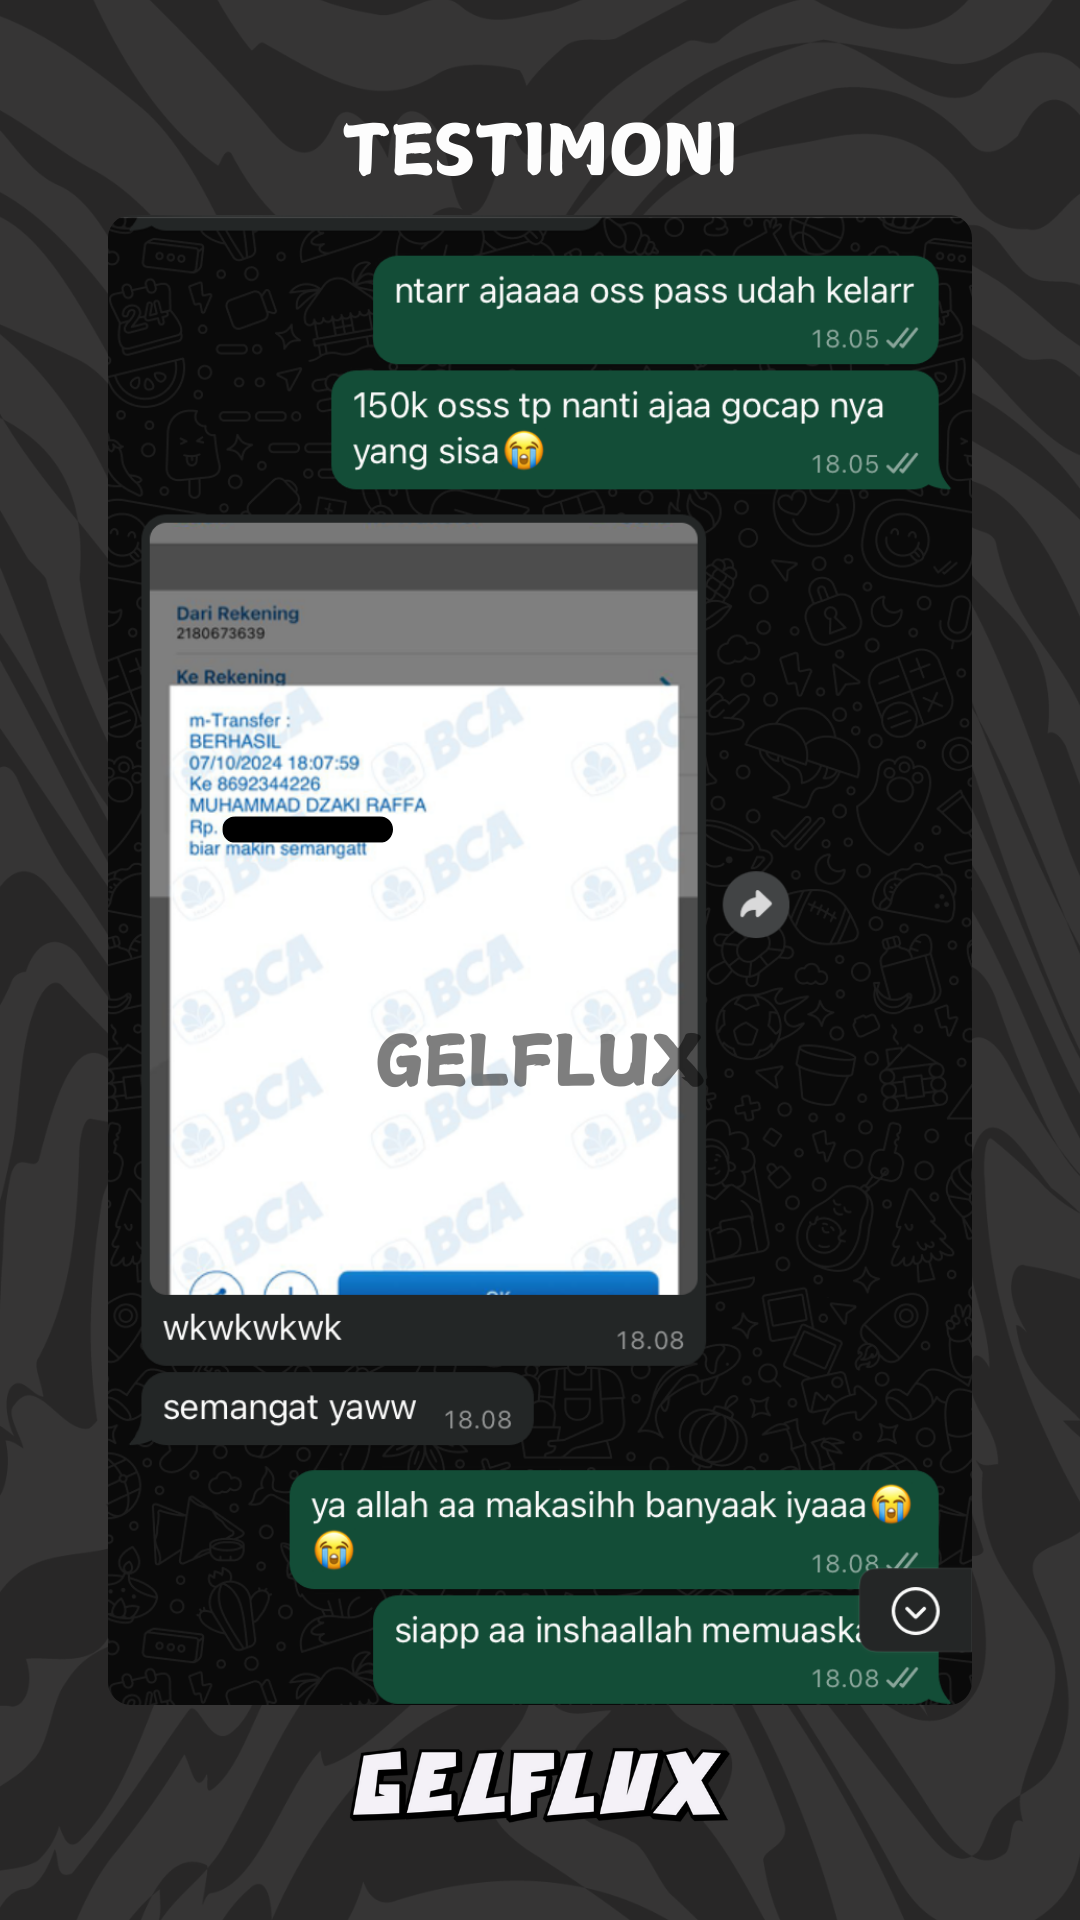 TESTIMONI
ntarr ajaaaa oss pass udah kelarr
18.05
150k osss tp nanti ajaa gocap nya
yang sisa😭
18.05
Dari Rekening
2180673639
Ke Rekening
m-Transfer :
BERHASIL
07/10/2024 18:07:59
Ke 8692344226
MUHAMMAD DZAKI RAFFA
Rp.
biar makin semangatt
BCA
GELFLUX
wkwkwkwk
18.08
semangat yaww
18.08
ya allah aa makasihh banyaak iyaaa😭
😭
18.08
siapp aa inshaallah
18.08
GELFLUX